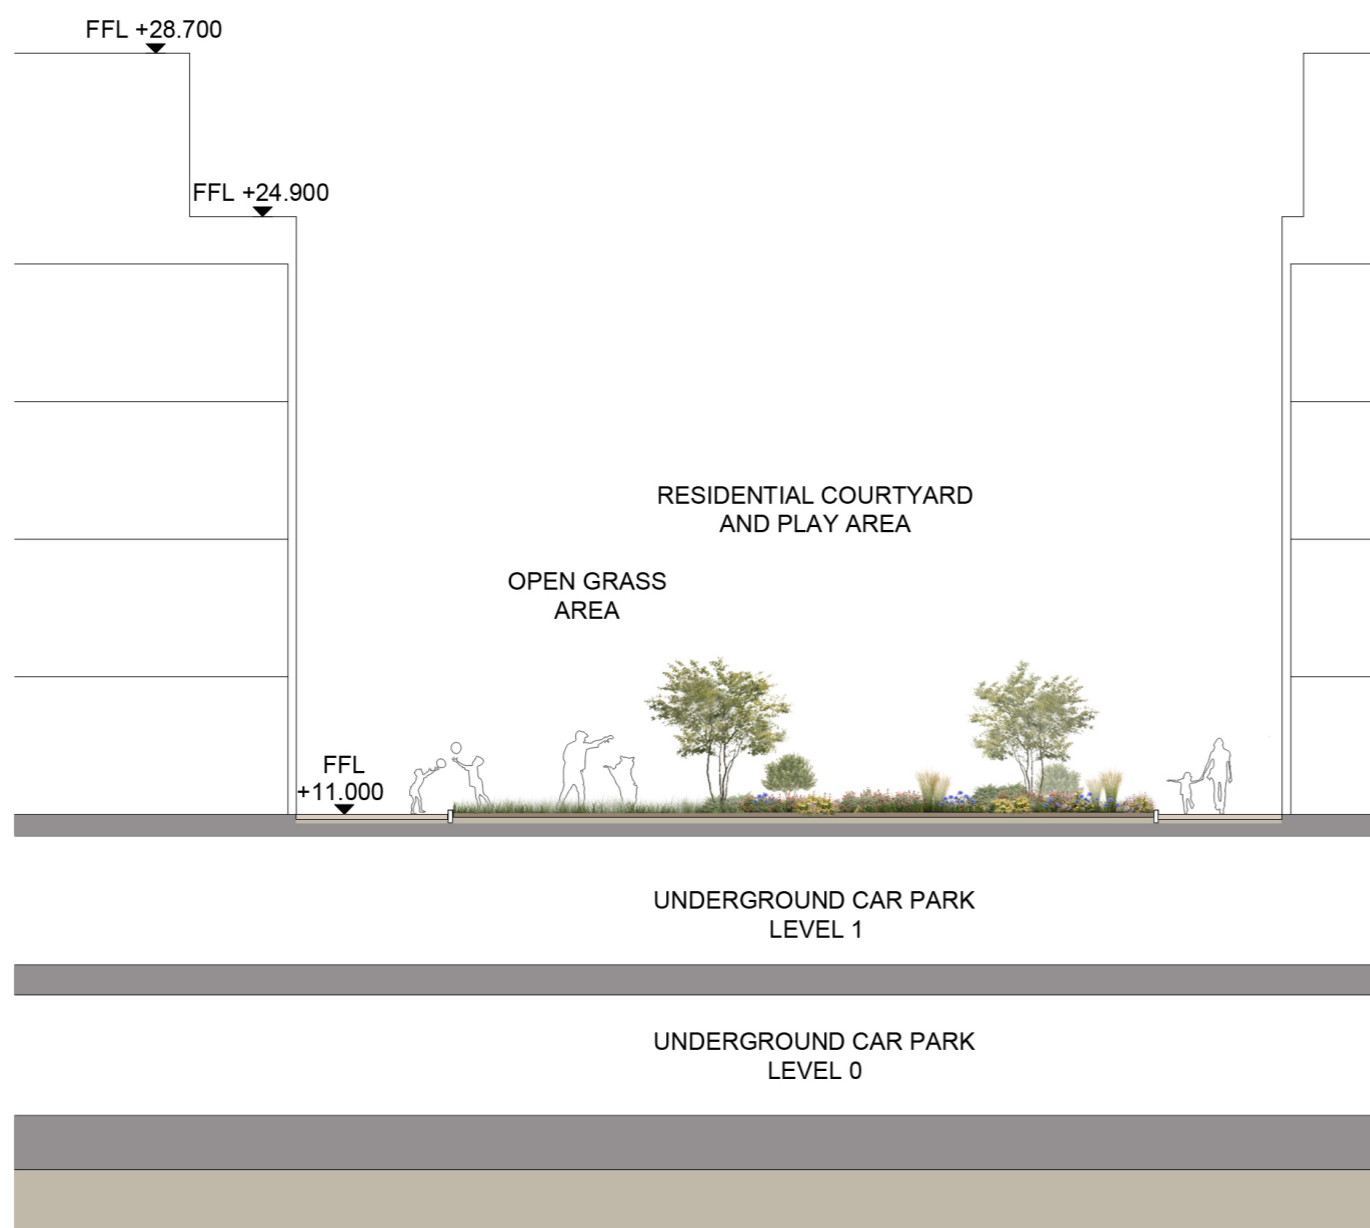 FFL +28.700
FFL +24.900
RESIDENTIAL COURTYARD
AND PLAY AREA
OPEN GRASS
AREA
FFL
+11.000
UNDERGROUND CAR PARK
LEVEL 1
UNDERGROUND CAR PARK
LEVEL 0